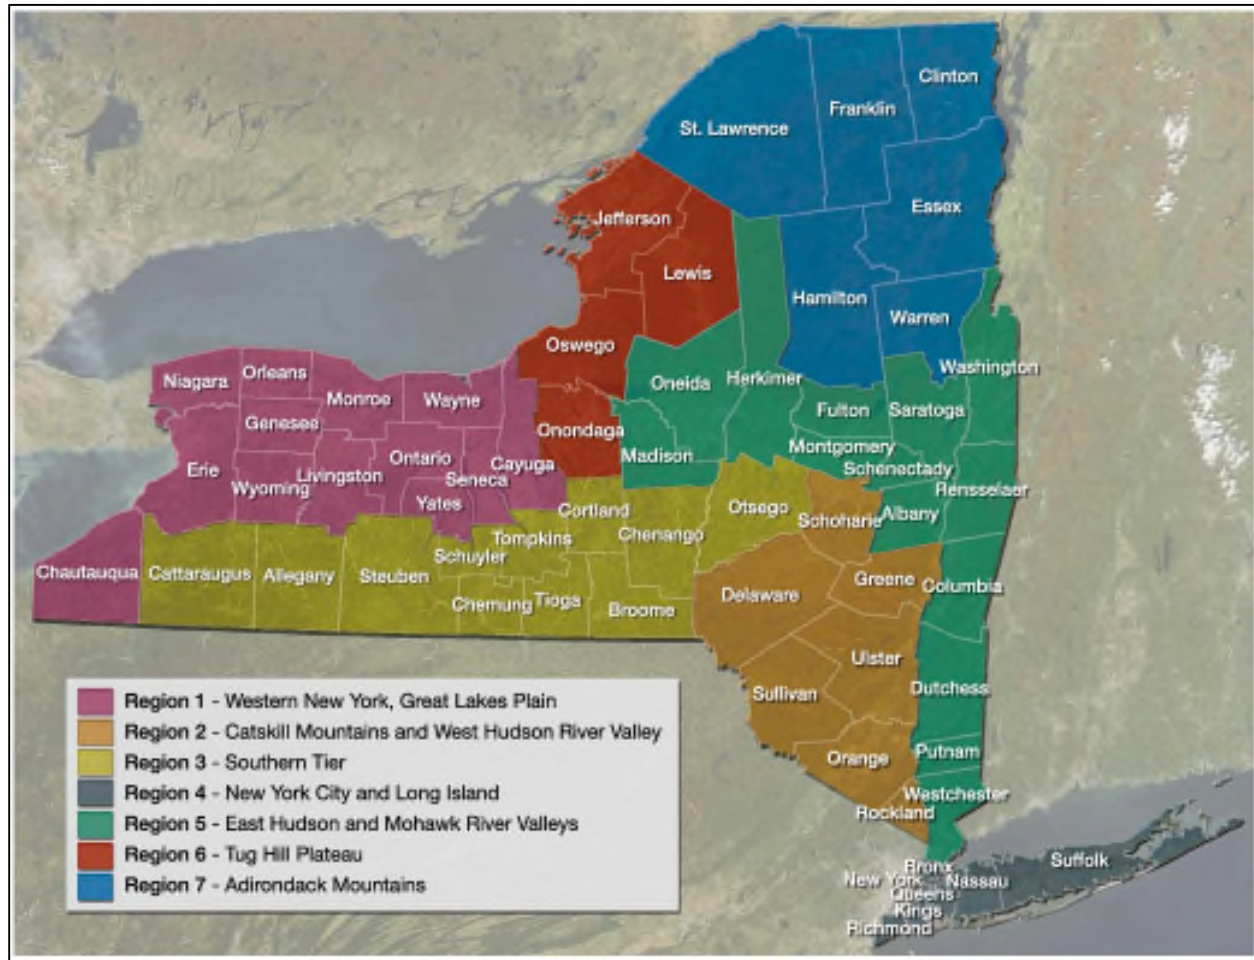 Clinton
Franklin
St. Lawrence
Essex
Jefferson
Lewis
Hamilton
Warren
Oswego
Washington
Niagara
Orleans
Monroe
Wayne
Oneida
Herkimer
Fulton
Saratoga
Genesee
Onondaga
Madison
Montgomery
Schenectady
Erie
Wyoming
Livingston
Ontario
Seneca
Cayuga
Yates
Rensselaer
Cortland
Otsego
Schoharie
Albany
Chenango
Tompkins
Schuyler
Chautauqua
Cattaraugus
Allegany
Steuben
Chemung
Tioga
Broome
Delaware
Greene
Columbia
Ulster
Sullivan
Dutchess
Orange
Putnam
Westchester
Rockland
Bronx
New York
Queens
Nassau
Suffolk
Kings
Richmond
Region 1 - Western New York, Great Lakes Plain
Region 2 - Catskill Mountains and West Hudson River Valley
Region 3 - Southern Tier
Region 4 - New York City and Long Island
Region 5 - East Hudson and Mohawk River Valleys
Region 6 - Tug Hill Plateau
Region 7 - Adirondack Mountains